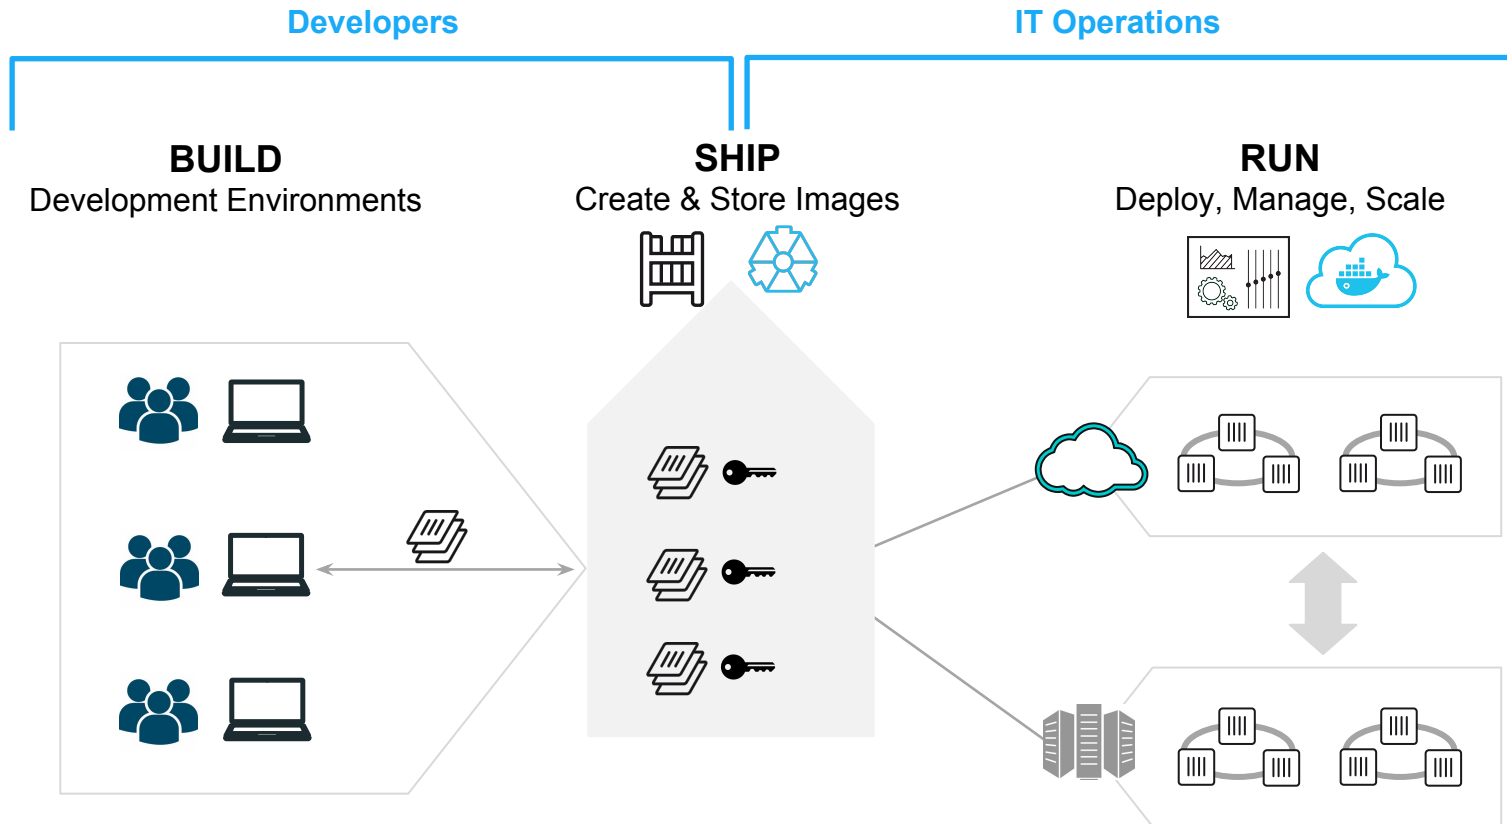 Developers
IT Operations
BUILD
Development Environments
SHIP
Create & Store Images
RUN
Deploy, Manage, Scale